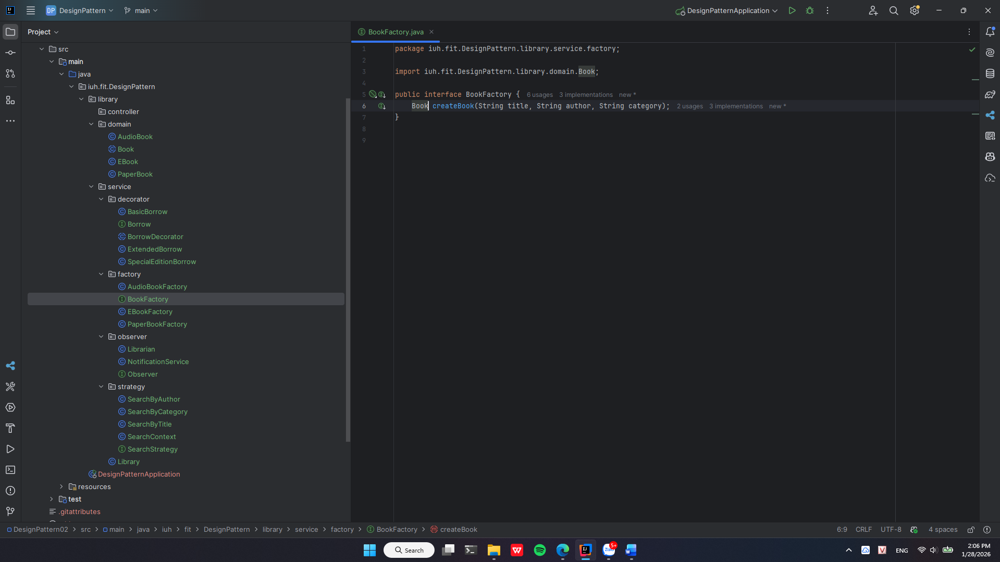 DP DesignPattern main DesignPatternApplication
Project
BookFactory.java
src
main
java
iuh.fit.DesignPattern
library
controller
domain
AudioBook
Book
EBook
PaperBook
service
decorator
BasicBorrow
Borrow
BorrowDecorator
ExtendedBorrow
SpecialEditionBorrow
factory
AudioBookFactory
BookFactory
EBookFactory
PaperBookFactory
observer
Librarian
NotificationService
Observer
strategy
SearchByAuthor
SearchByCategory
SearchByTitle
SearchContext
SearchStrategy
Library
DesignPatternApplication
resources
test
.gitattributes
1 package iuh.fit.DesignPattern.library.service.factory;
2
3 import iuh.fit.DesignPattern.library.domain.Book;
4
5 public interface BookFactory { 6 usages 3 implementations new *
6 Book createBook(String title, String author, String category); 2 usages 3 implementations new *
7 }
8
9
DesignPattern02 > src > main > java > iuh > fit > DesignPattern > library > service > factory > BookFactory > createBook 6:9 CRLF UTF-8 4 spaces
Search 5+ Zalo ENG 2:06 PM
1/28/2026